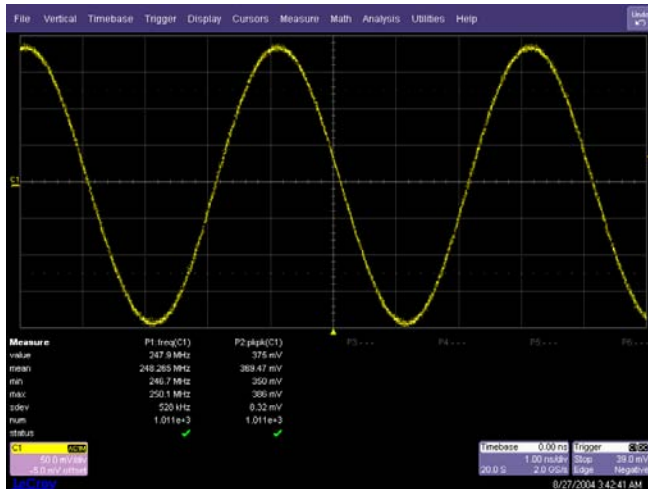 File Vertical Timebase Trigger Display Cursors Measure Math Analysis Utilities Help
Undo
C1
Measure P1:freq(C1) P2:pkpk(C1) P3:--- P4:--- P5:--- P6:---
value 247.9 MHz 375 mV
mean 248.265 MHz 369.47 mV
min 246.7 MHz 350 mV
max 250.1 MHz 386 mV
sdev 528 kHz 8.32 mV
num 1.011e+3 1.011e+3
status
C1
50.0 mV/div
-5.0 mV offset
Timebase 0.00 ns
1.00 ns/div
20.0 S 2.0 GS/s
Trigger
Stop 39.0 mV
Edge Negative
LeCroy
8/27/2004 3:42:41 AM